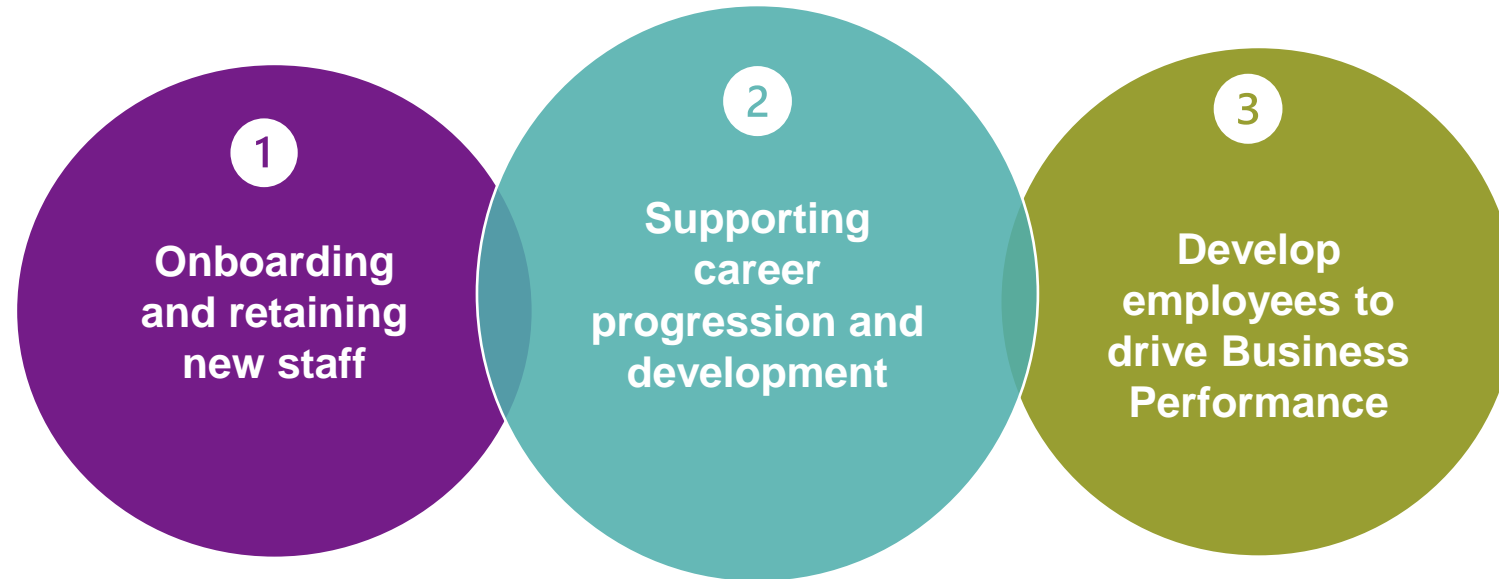 1
Onboarding
and retaining
new staff
2
Supporting
career
progression and
development
3
Develop
employees to
drive Business
Performance